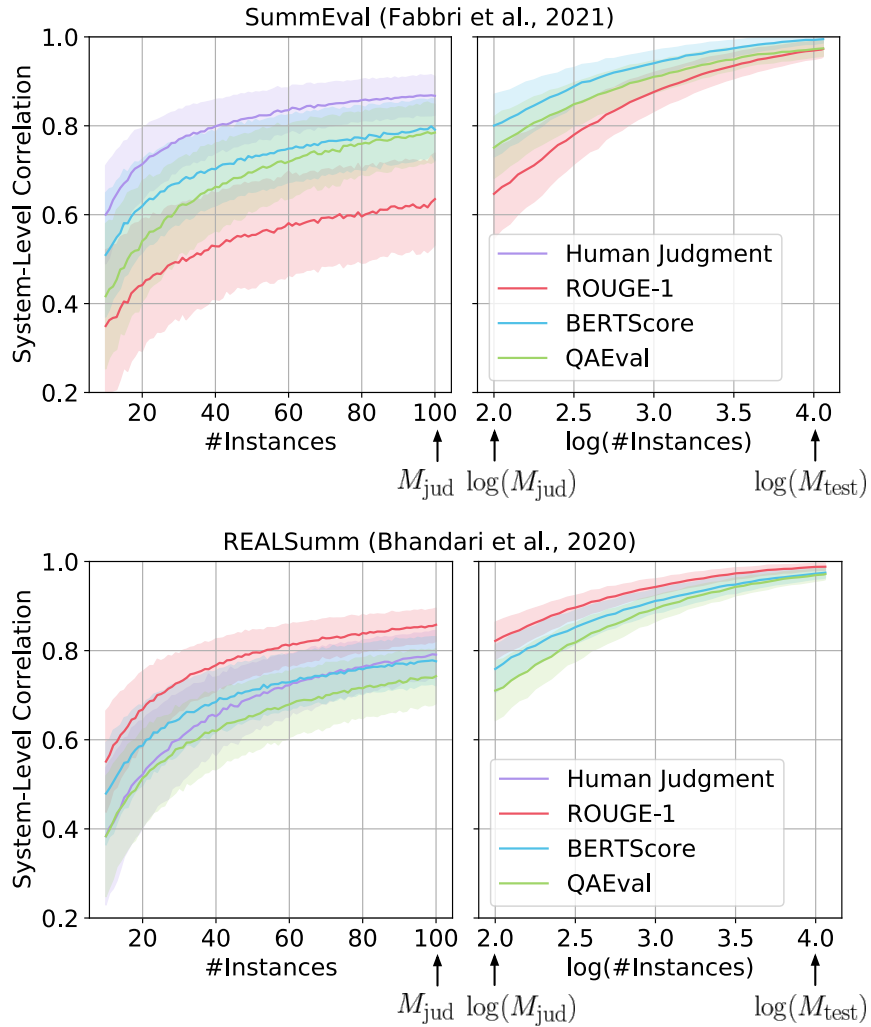 SummEval (Fabbri et al., 2021)
System-Level Correlation
1.0
0.8
0.6
0.4
0.2
20 40 60 80 100
#Instances
M_jud
Human Judgment
ROUGE-1
BERTScore
QAEval
2.0 2.5 3.0 3.5 4.0
log(#Instances)
log(M_jud)
log(M_test)
REALSumm (Bhandari et al., 2020)
System-Level Correlation
1.0
0.8
0.6
0.4
0.2
20 40 60 80 100
#Instances
M_jud
Human Judgment
ROUGE-1
BERTScore
QAEval
2.0 2.5 3.0 3.5 4.0
log(#Instances)
log(M_jud)
log(M_test)